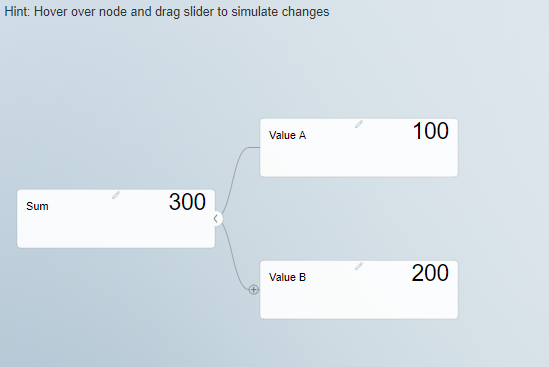 Hint: Hover over node and drag slider to simulate changes
Value A
100
Sum
300
Value B
200